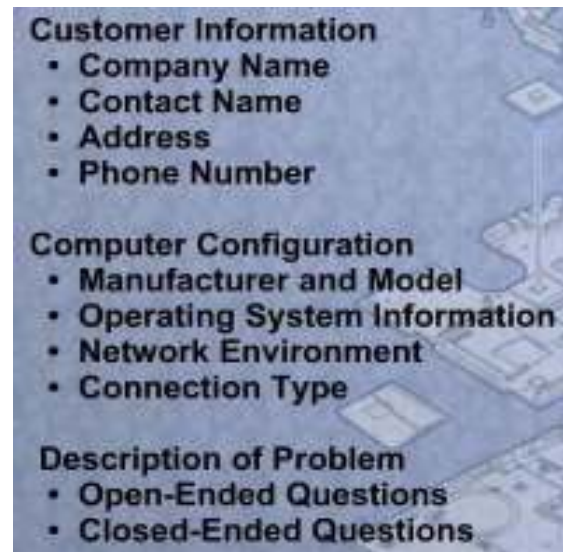 Customer Information
• Company Name
• Contact Name
• Address
• Phone Number
Computer Configuration
• Manufacturer and Model
• Operating System Information
• Network Environment
• Connection Type
Description of Problem
• Open-Ended Questions
• Closed-Ended Questions